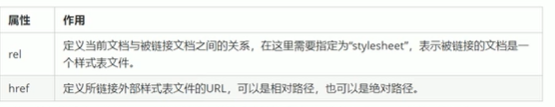 属性 作用
rel 定义当前文档与被链接文档之间的关系，在这里需要指定为“stylesheet”，表示被链接的文档是一
个样式表文件。
href 定义所链接外部样式表文件的URL，可以是相对路径，也可以是绝对路径。